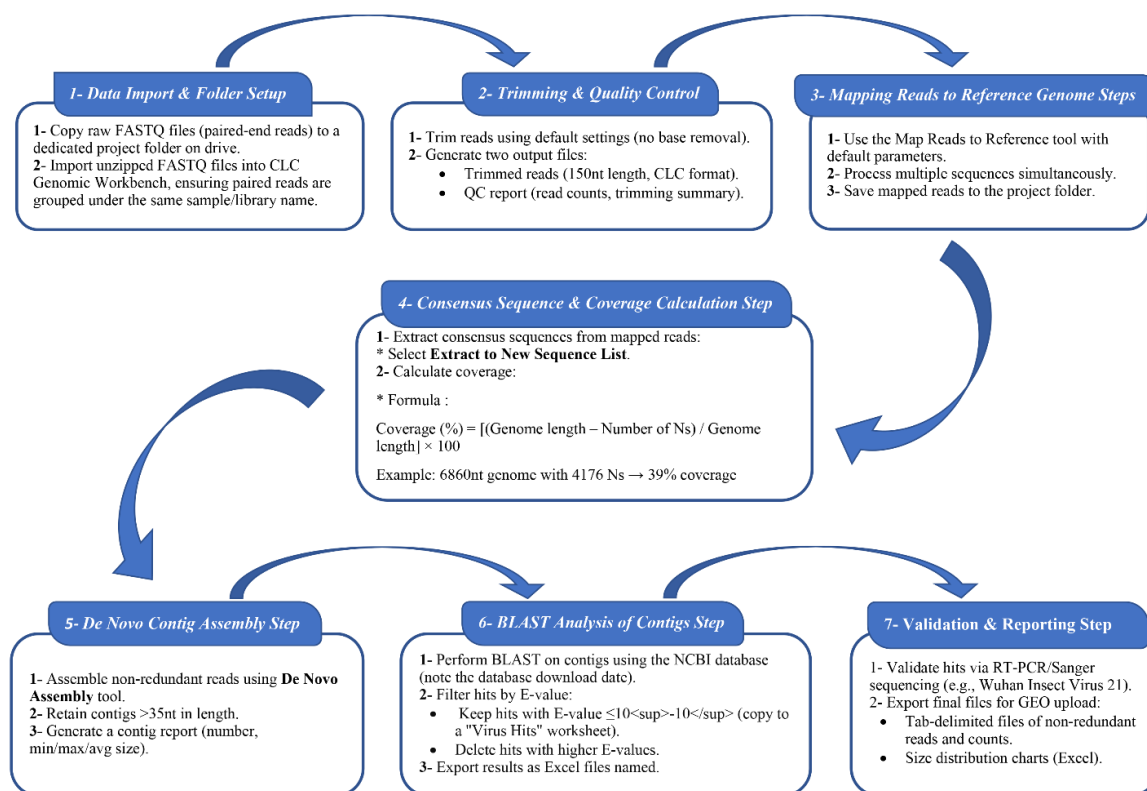 1- Data Import & Folder Setup
1- Copy raw FASTQ files (paired-end reads) to a
dedicated project folder on drive.
2- Import unzipped FASTQ files into CLC
Genomic Workbench, ensuring paired reads are
grouped under the same sample/library name.
2- Trimming & Quality Control
1- Trim reads using default settings (no base removal).
2- Generate two output files:
• Trimmed reads (150nt length, CLC format).
• QC report (read counts, trimming summary).
3- Mapping Reads to Reference Genome Steps
1- Use the Map Reads to Reference tool with
default parameters.
2- Process multiple sequences simultaneously.
3- Save mapped reads to the project folder.
4- Consensus Sequence & Coverage Calculation Step
1- Extract consensus sequences from mapped reads:
* Select Extract to New Sequence List.
2- Calculate coverage:
* Formula :
Coverage (%) = [(Genome length – Number of Ns) / Genome
length] × 100
Example: 6860nt genome with 4176 Ns → 39% coverage
5- De Novo Contig Assembly Step
1- Assemble non-redundant reads using De Novo
Assembly tool.
2- Retain contigs >35nt in length.
3- Generate a contig report (number,
min/max/avg size).
6- BLAST Analysis of Contigs Step
1- Perform BLAST on contigs using the NCBI database
(note the database download date).
2- Filter hits by E-value:
• Keep hits with E-value ≤10<sup>-10</sup> (copy to
a "Virus Hits" worksheet).
• Delete hits with higher E-values.
3- Export results as Excel files named.
7- Validation & Reporting Step
1- Validate hits via RT-PCR/Sanger
sequencing (e.g., Wuhan Insect Virus 21).
2- Export final files for GEO upload:
• Tab-delimited files of non-redundant
reads and counts.
• Size distribution charts (Excel).